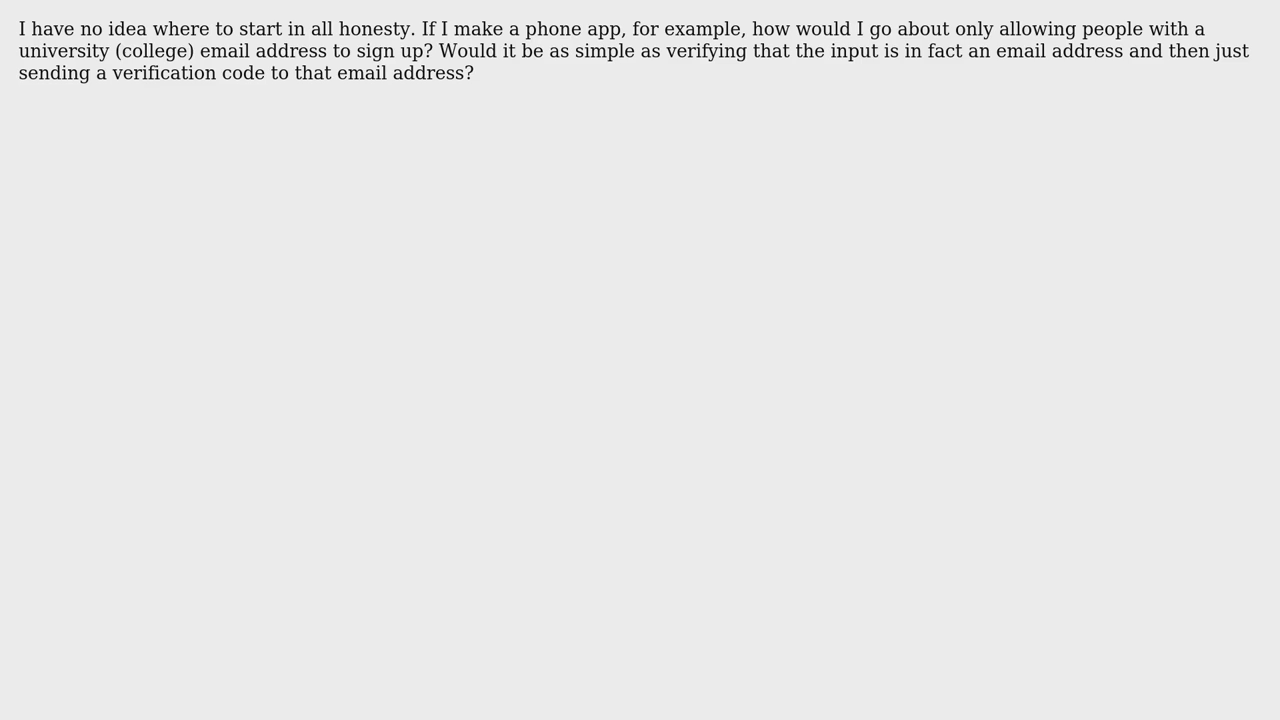 I have no idea where to start in all honesty. If I make a phone app, for example, how would I go about only allowing people with a
university (college) email address to sign up? Would it be as simple as verifying that the input is in fact an email address and then just
sending a verification code to that email address?